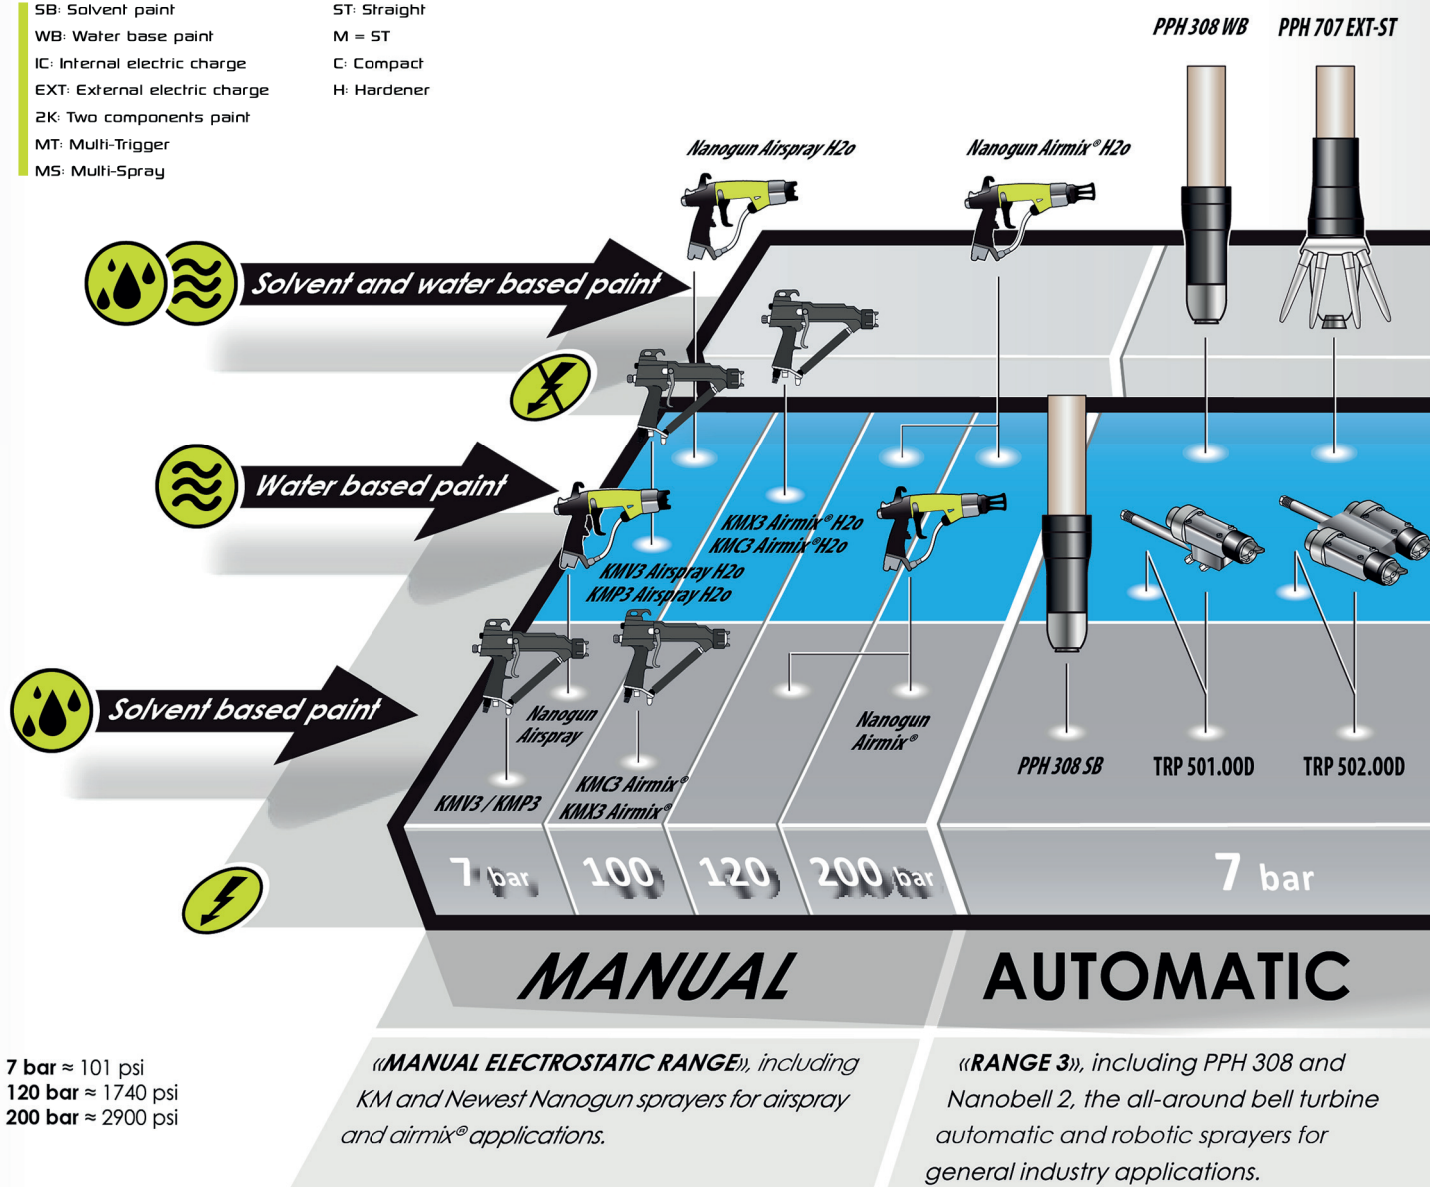 SB: Solvent paint
WB: Water base paint
IC: Internal electric charge
EXT: External electric charge
2K: Two components paint
MT: Multi-Trigger
MS: Multi-Spray
ST: Straight
M = ST
C: Compact
H: Hardener
PPH 308 WB
PPH 707 EXT-ST
Nanogun Airspray H2o
Nanogun Airmix® H2o
Solvent and water based paint
Water based paint
KMX3 Airmix® H2o
KMC3 Airmix®H2o
KMV3 Airspray H2o
KMP3 Airspray H2o
Solvent based paint
Nanogun
Airspray
Nanogun
Airmix®
KMV3 / KMP3
KMC3 Airmix®
KMX3 Airmix®
PPH 308 SB
TRP 501.00D
TRP 502.00D
7 bar
100
120
200 bar
7 bar
MANUAL
AUTOMATIC
7 bar ≈ 101 psi
120 bar ≈ 1740 psi
200 bar ≈ 2900 psi
«MANUAL ELECTROSTATIC RANGE», including
KM and Newest Nanogun sprayers for airspray
and airmix® applications.
«RANGE 3», including PPH 308 and
Nanobell 2, the all-around bell turbine
automatic and robotic sprayers for
general industry applications.